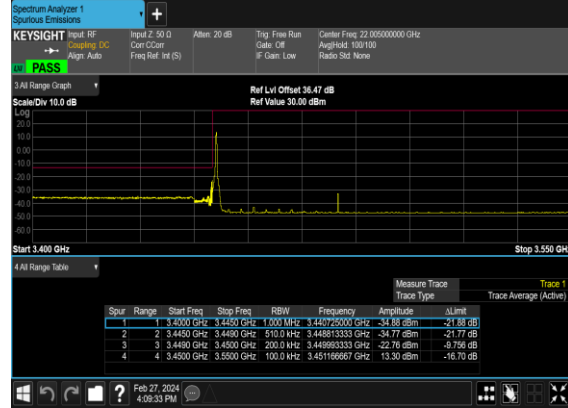 Spectrum Analyzer 1
Spurious Emissions
+
KEYSIGHT Input: RF Input Z: 50 Ω Atten: 20 dB Trig: Free Run Center Freq: 22.005000000 GHz
Coupling: DC Corr CCorr Gate: Off Avg|Hold: 100/100
Align: Auto Freq Ref: Int (S) IF Gain: Low Radio Std: None
PASS
3 All Range Graph Ref Lvl Offset 36.47 dB
Scale/Div 10.0 dB Ref Value 30.00 dBm
Log
20.0
10.0
0.00
-10.0
-20.0
-30.0
-40.0
-50.0
-60.0
Start 3.400 GHz Stop 3.550 GH
4 All Range Table
Measure Trace Trace 1
Trace Type Trace Average (Active)
Spur Range Start Freq Stop Freq RBW Frequency Amplitude ΔLimit
1 1 3.4000 GHz 3.4450 GHz 1.000 MHz 3.440725000 GHz -34.88 dBm -21.88 dB
2 2 3.4450 GHz 3.4490 GHz 510.0 kHz 3.448813333 GHz -34.77 dBm -21.77 dB
3 3 3.4490 GHz 3.4500 GHz 200.0 kHz 3.449993333 GHz -22.76 dBm -9.756 dB
4 4 3.4500 GHz 3.5500 GHz 100.0 kHz 3.451166667 GHz 13.30 dBm -16.70 dB
? Feb 27, 2024
4:09:33 PM